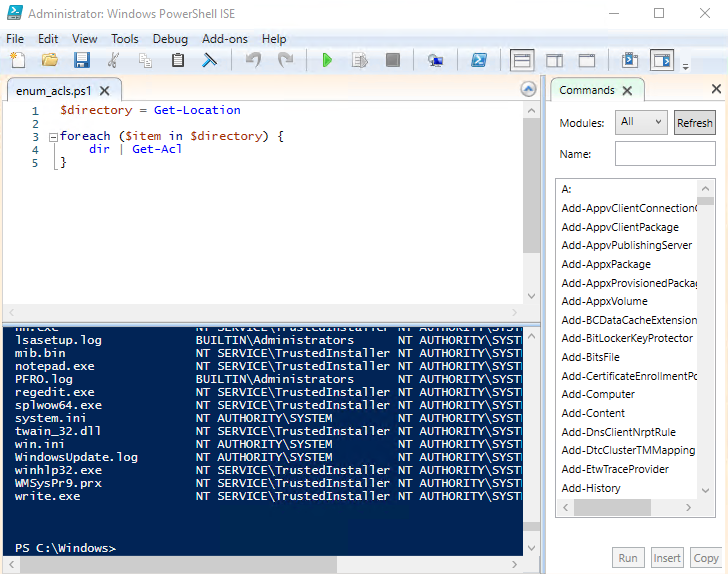 Administrator: Windows PowerShell ISE
File Edit View Tools Debug Add-ons Help
enum_acls.ps1
1 $directory = Get-Location
2
3 foreach ($item in $directory) {
4 dir | Get-Acl
5 }
lsasetup.log BUILTIN\Administrators NT AUTHORITY\SYST
mib.bin NT SERVICE\TrustedInstaller NT AUTHORITY\SYST
notepad.exe NT SERVICE\TrustedInstaller NT AUTHORITY\SYST
PFRO.log BUILTIN\Administrators NT AUTHORITY\SYST
regedit.exe NT SERVICE\TrustedInstaller NT AUTHORITY\SYST
splwow64.exe NT SERVICE\TrustedInstaller NT AUTHORITY\SYST
system.ini NT AUTHORITY\SYSTEM NT AUTHORITY\SYST
twain_32.dll NT SERVICE\TrustedInstaller NT AUTHORITY\SYST
win.ini NT AUTHORITY\SYSTEM NT AUTHORITY\SYST
WindowsUpdate.log NT AUTHORITY\SYSTEM NT AUTHORITY\SYST
winhlp32.exe NT SERVICE\TrustedInstaller NT AUTHORITY\SYST
WMSysPr9.prx NT SERVICE\TrustedInstaller NT AUTHORITY\SYST
write.exe NT SERVICE\TrustedInstaller NT AUTHORITY\SYST
PS C:\Windows>
Commands
Modules: All Refresh
Name:
A:
Add-AppvClientConnection
Add-AppvClientPackage
Add-AppvPublishingServer
Add-AppxPackage
Add-AppxProvisionedPacka
Add-AppxVolume
Add-BCDataCacheExtension
Add-BitLockerKeyProtector
Add-BitsFile
Add-CertificateEnrollmentPo
Add-Computer
Add-Content
Add-DnsClientNrptRule
Add-DtcClusterTMMapping
Add-EtwTraceProvider
Add-History
Run Insert Copy